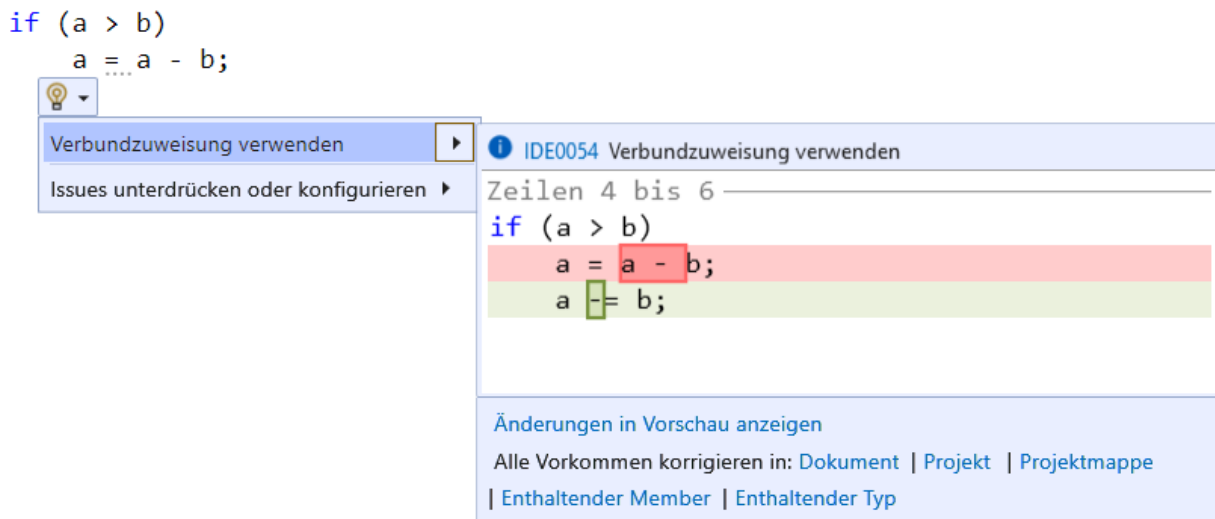 if (a > b)
    a = a - b;
Verbundzuweisung verwenden
Issues unterdrücken oder konfigurieren
IDE0054 Verbundzuweisung verwenden
Zeilen 4 bis 6
if (a > b)
    a = a - b;
    a -= b;
Änderungen in Vorschau anzeigen
Alle Vorkommen korrigieren in: Dokument | Projekt | Projektmappe
| Enthaltender Member | Enthaltender Typ